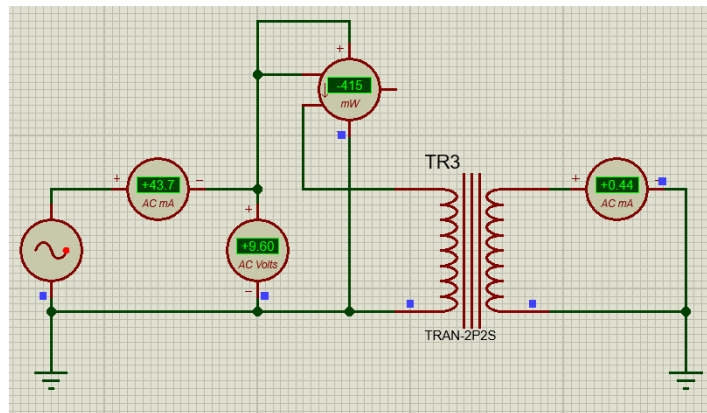 +
-415
mW
TR3
+
+43.7
−
AC mA
+
+0.44
−
AC mA
+
+9.60
AC Volts
−
TRAN-2P2S